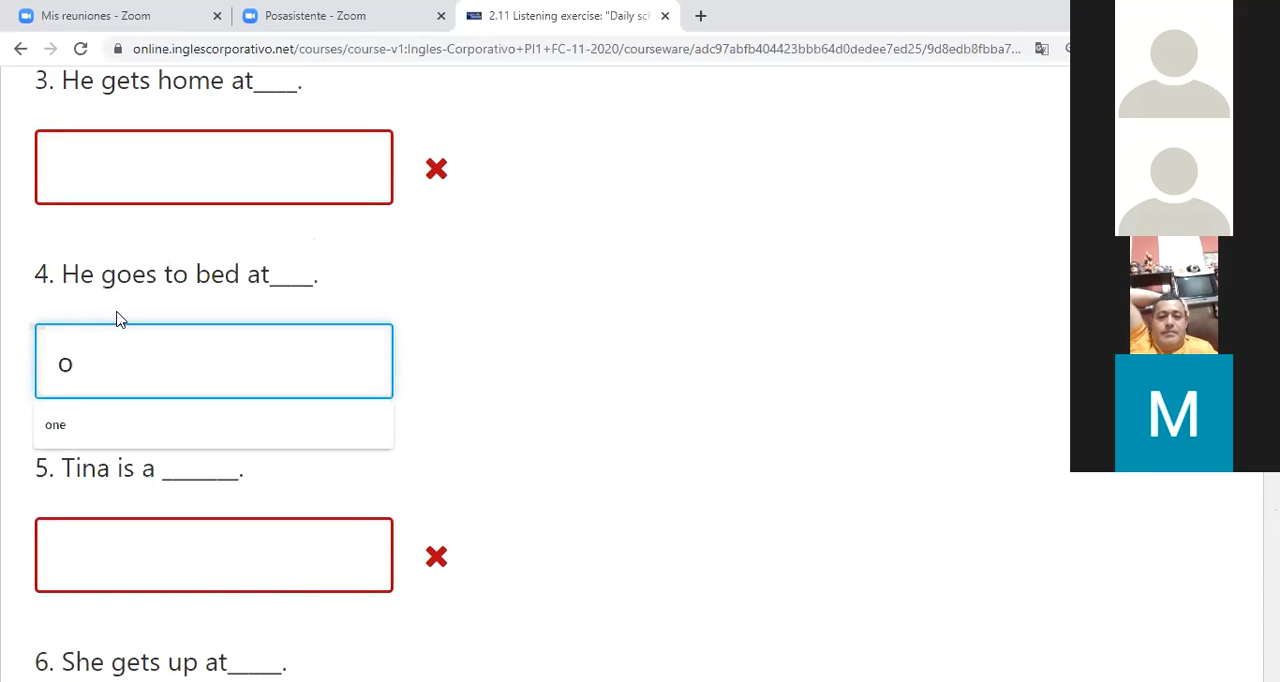 Mis reuniones - Zoom
Posasistente - Zoom
2.11 Listening exercise: "Daily sch
online.inglescorporativo.net/courses/course-v1:Ingles-Corporativo+PI1+FC-11-2020/courseware/adc97abfb404423bbb64d0dedee7ed25/9d8edb8fbba7...
3. He gets home at____.
4. He goes to bed at____.
O
one
5. Tina is a _______.
6. She gets up at_____.
M